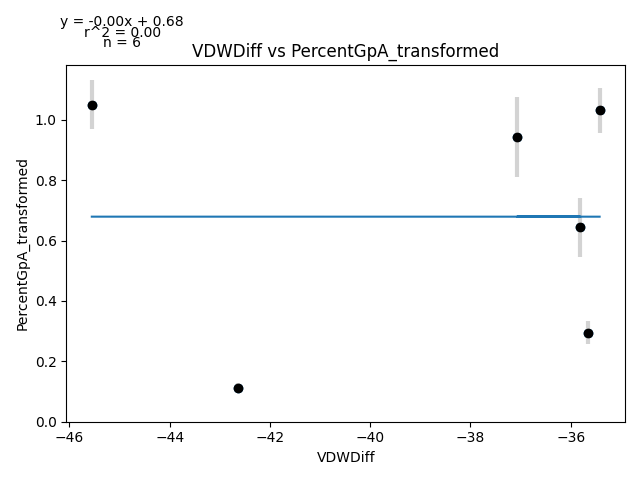 y = -0.00x + 0.68
r^2 = 0.00
n = 6
VDWDiff vs PercentGpA_transformed
PercentGpA_transformed
1.0
0.8
0.6
0.4
0.2
0.0
−46
−44
−42
−40
−38
−36
VDWDiff